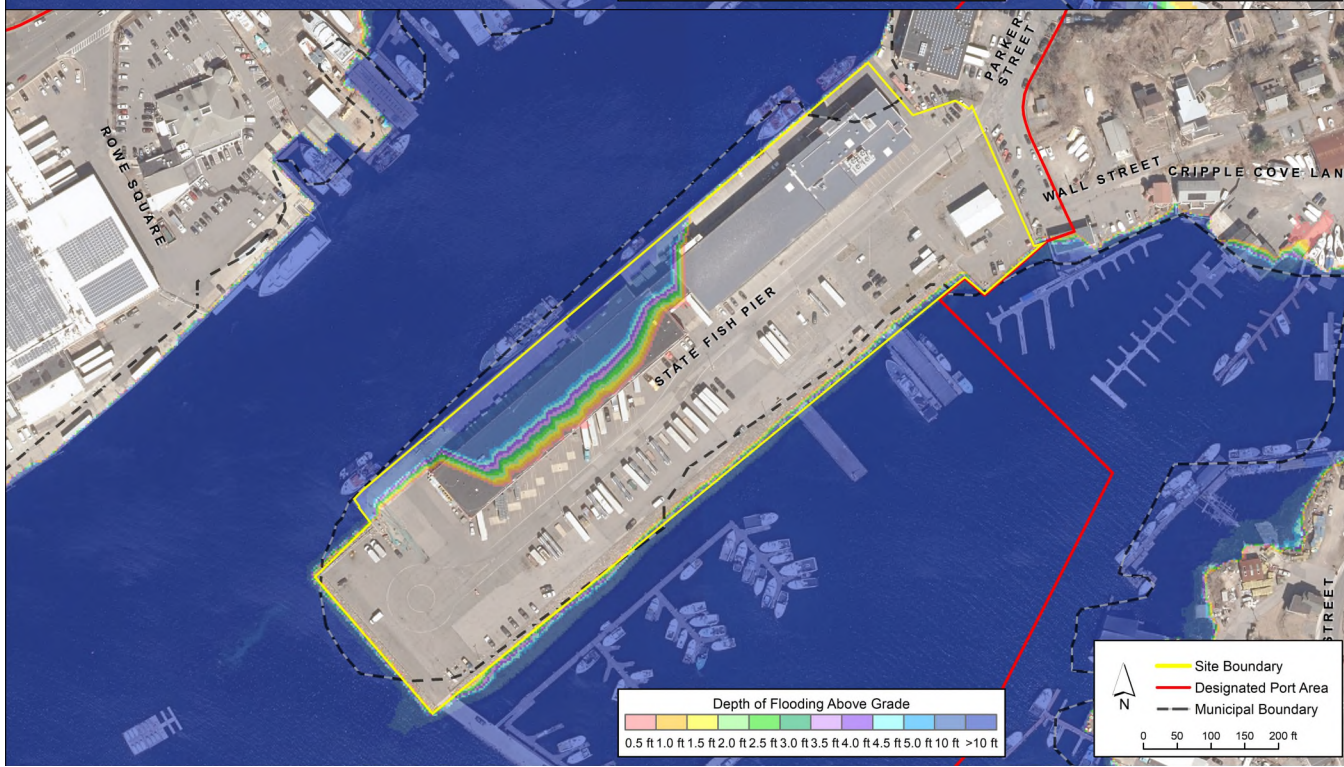 PARKER
STREET
ROWE SQUARE
WALL STREET
CRIPPLE COVE LAN
STATE FISH PIER
STREET
Depth of Flooding Above Grade
0.5 ft 1.0 ft 1.5 ft 2.0 ft 2.5 ft 3.0 ft 3.5 ft 4.0 ft 4.5 ft 5.0 ft 10 ft >10 ft
N
Site Boundary
Designated Port Area
Municipal Boundary
0 50 100 150 200 ft